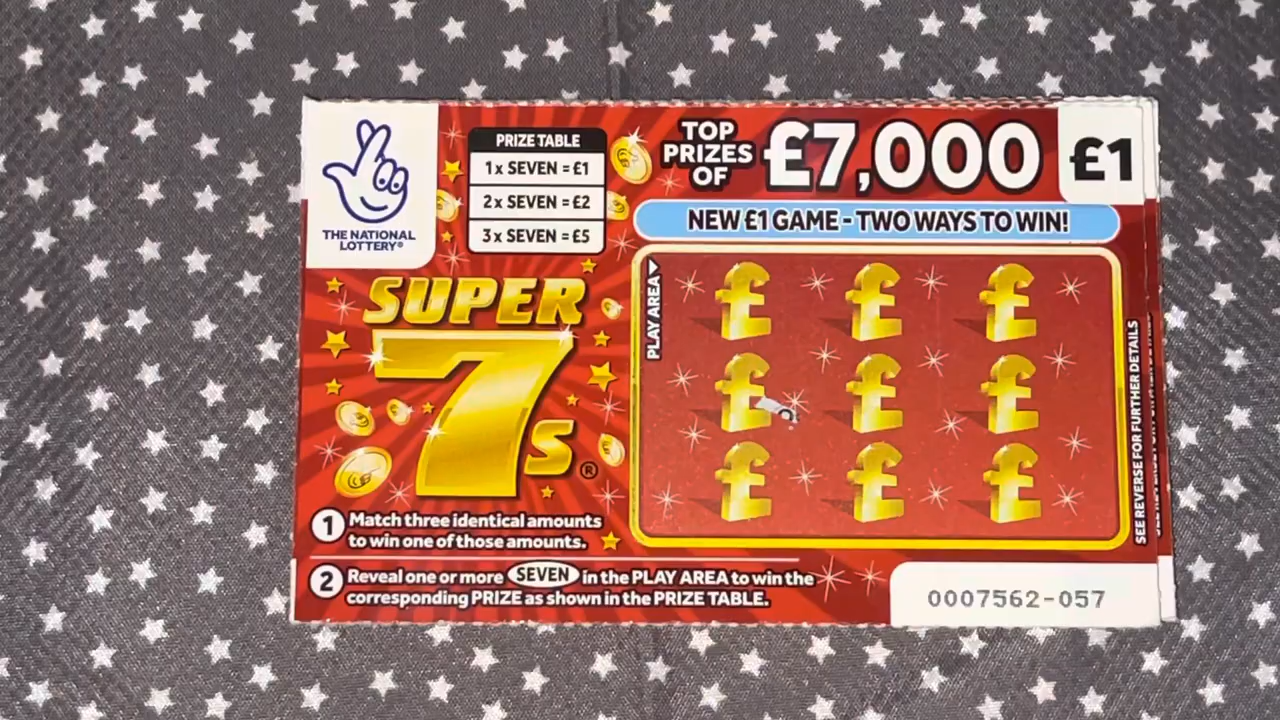 THE NATIONAL
LOTTERY®
PRIZE TABLE
1 x SEVEN = £1
2 x SEVEN = £2
3 x SEVEN = £5
TOP
PRIZES
OF
£7,000
£1
NEW £1 GAME - TWO WAYS TO WIN!
SUPER
7s®
PLAY AREA
£ £ £
£ £ £
£ £ £
1 Match three identical amounts
to win one of those amounts.
2 Reveal one or more SEVEN in the PLAY AREA to win the
corresponding PRIZE as shown in the PRIZE TABLE.
SEE REVERSE FOR FURTHER DETAILS
0007562-057